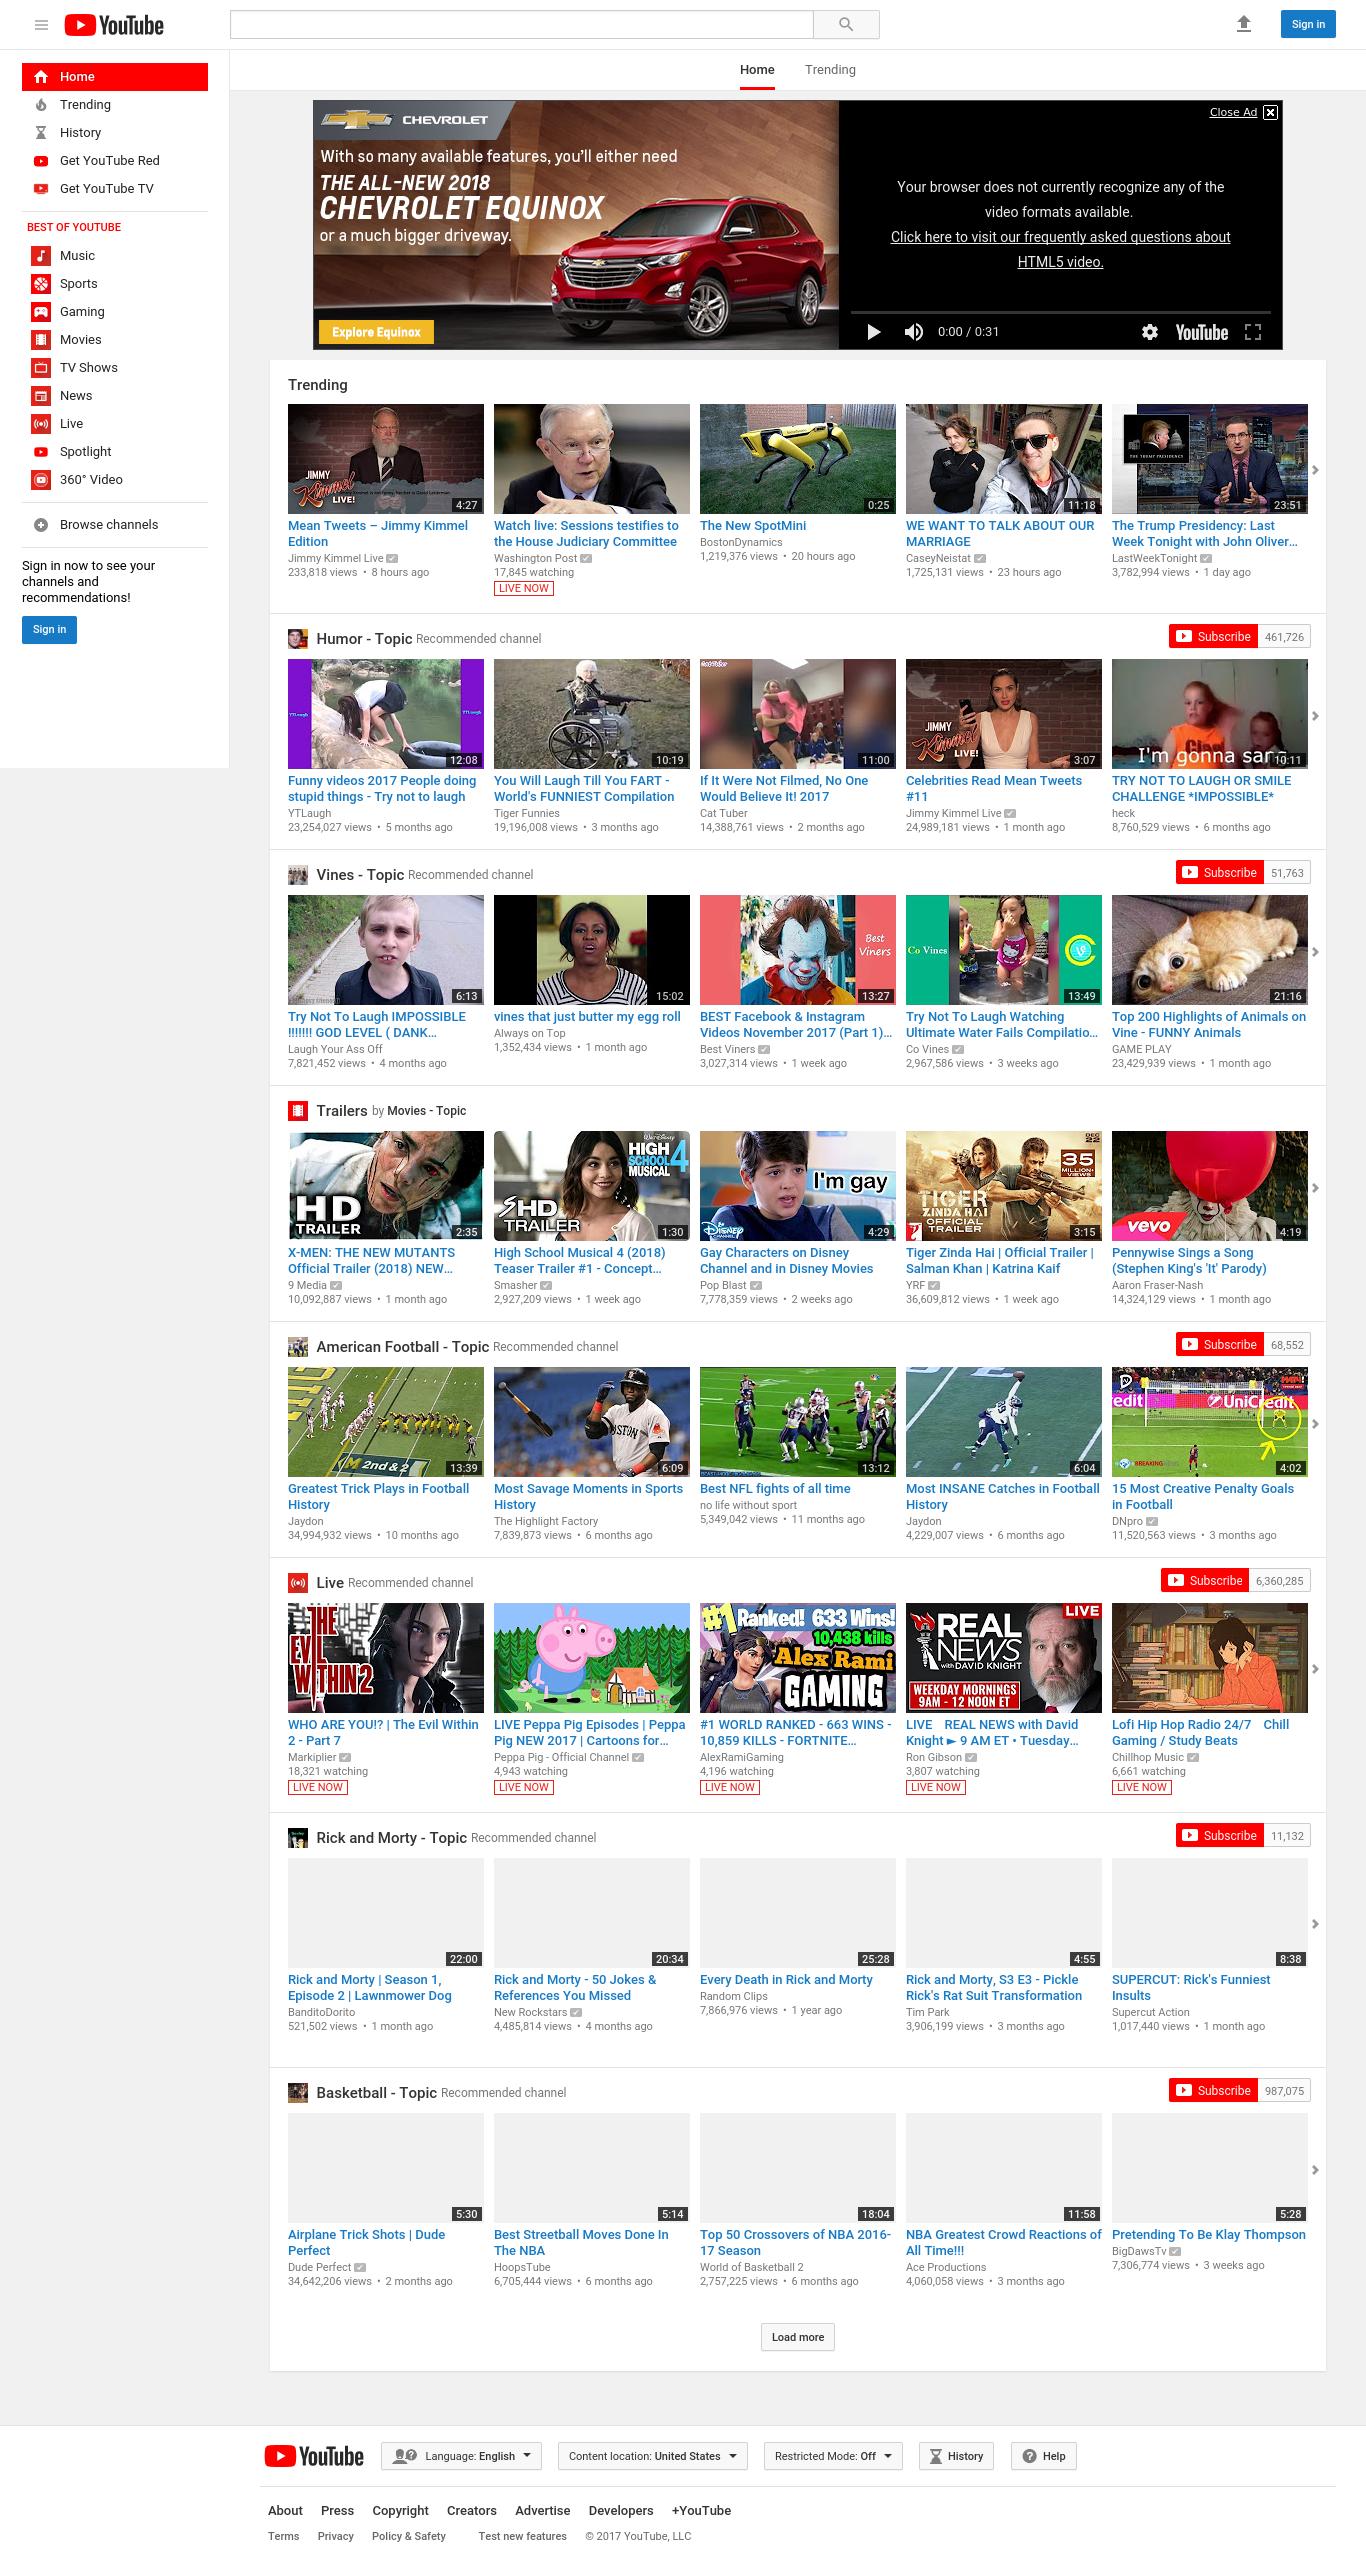 YouTube
Sign in
Home
Trending
Home
Trending
History
Get YouTube Red
Get YouTube TV
BEST OF YOUTUBE
Music
Sports
Gaming
Movies
TV Shows
News
Live
Spotlight
360° Video
Browse channels
Sign in now to see your
channels and
recommendations!
Sign in
CHEVROLET
With so many available features, you'll either need
THE ALL-NEW 2018
CHEVROLET EQUINOX
or a much bigger driveway.
Explore Equinox
Close Ad
Your browser does not currently recognize any of the
video formats available.
Click here to visit our frequently asked questions about
HTML5 video.
0:00 / 0:31
YouTube
Trending
JIMMY
Kimmel
LIVE!
4:27
0:25
11:18
THE TRUMP PRESIDENCY
23:51
Mean Tweets – Jimmy Kimmel
Edition
Jimmy Kimmel Live
233,818 views • 8 hours ago
Watch live: Sessions testifies to
the House Judiciary Committee
Washington Post
17,845 watching
LIVE NOW
The New SpotMini
BostonDynamics
1,219,376 views • 20 hours ago
WE WANT TO TALK ABOUT OUR
MARRIAGE
CaseyNeistat
1,725,131 views • 23 hours ago
The Trump Presidency: Last
Week Tonight with John Oliver...
LastWeekTonight
3,782,994 views • 1 day ago
Humor - Topic Recommended channel
Subscribe 461,726
YTLaugh
YTLaugh
12:08
10:19
Cat Tuber
11:00
JIMMY
Kimmel
LIVE!
3:07
I'm gonna
10:11
Funny videos 2017 People doing
stupid things - Try not to laugh
YTLaugh
23,254,027 views • 5 months ago
You Will Laugh Till You FART -
World's FUNNIEST Compilation
Tiger Funnies
19,196,008 views • 3 months ago
If It Were Not Filmed, No One
Would Believe It! 2017
Cat Tuber
14,388,761 views • 2 months ago
Celebrities Read Mean Tweets
#11
Jimmy Kimmel Live
24,989,181 views • 1 month ago
TRY NOT TO LAUGH OR SMILE
CHALLENGE *IMPOSSIBLE*
heck
8,760,529 views • 6 months ago
Vines - Topic Recommended channel
Subscribe 51,763
6:13
15:02
Best
Viners
13:27
Co Vines
13:49
21:16
Try Not To Laugh IMPOSSIBLE
!!!!!!! GOD LEVEL ( DANK...
Laugh Your Ass Off
7,821,452 views • 4 months ago
vines that just butter my egg roll
Always on Top
1,352,434 views • 1 month ago
BEST Facebook & Instagram
Videos November 2017 (Part 1)...
Best Viners
3,027,314 views • 1 week ago
Try Not To Laugh Watching
Ultimate Water Fails Compilatio...
Co Vines
2,967,586 views • 3 weeks ago
Top 200 Highlights of Animals on
Vine - FUNNY Animals
GAME PLAY
23,429,939 views • 1 month ago
Trailers by Movies - Topic
HD
TRAILER
2:35
Walt Disney
HIGH
SCHOOL 4
MUSICAL
HD
TRAILER
1:30
I'm gay
Disney
CHANNEL
4:29
DEC
22
35
MILLION+
VIEWS
TIGER
ZINDA HAI
OFFICIAL
TRAILER
3:15
vevo
4:19
X-MEN: THE NEW MUTANTS
Official Trailer (2018) NEW...
9 Media
10,092,887 views • 1 month ago
High School Musical 4 (2018)
Teaser Trailer #1 - Concept...
Smasher
2,927,209 views • 1 week ago
Gay Characters on Disney
Channel and in Disney Movies
Pop Blast
7,778,359 views • 2 weeks ago
Tiger Zinda Hai | Official Trailer |
Salman Khan | Katrina Kaif
YRF
36,609,812 views • 1 week ago
Pennywise Sings a Song
(Stephen King's 'It' Parody)
Aaron Fraser-Nash
14,324,129 views • 1 month ago
American Football - Topic Recommended channel
Subscribe 68,552
M 2nd & 2
13:39
BOSTON
6:09
13:12
6:04
edit
UniCredit
BREAKING
4:02
Greatest Trick Plays in Football
History
Jaydon
34,994,932 views • 10 months ago
Most Savage Moments in Sports
History
The Highlight Factory
7,839,873 views • 6 months ago
Best NFL fights of all time
no life without sport
5,349,042 views • 11 months ago
Most INSANE Catches in Football
History
Jaydon
4,229,007 views • 6 months ago
15 Most Creative Penalty Goals
in Football
DNpro
11,520,563 views • 3 months ago
Live Recommended channel
Subscribe 6,360,285
THE
EVIL
WITHIN 2
#1 Ranked! 633 Wins!
10,438 kills
Alex Rami
GAMING
LIVE
REAL
NEWS
with DAVID KNIGHT
WEEKDAY MORNINGS
9AM - 12 NOON ET
WHO ARE YOU!? | The Evil Within
2 - Part 7
Markiplier
18,321 watching
LIVE NOW
LIVE Peppa Pig Episodes | Peppa
Pig NEW 2017 | Cartoons for...
Peppa Pig - Official Channel
4,943 watching
LIVE NOW
#1 WORLD RANKED - 663 WINS -
10,859 KILLS - FORTNITE...
AlexRamiGaming
4,196 watching
LIVE NOW
LIVE REAL NEWS with David
Knight ► 9 AM ET • Tuesday...
Ron Gibson
3,807 watching
LIVE NOW
Lofi Hip Hop Radio 24/7 Chill
Gaming / Study Beats
Chillhop Music
6,661 watching
LIVE NOW
Rick and Morty - Topic Recommended channel
Subscribe 11,132
22:00
20:34
25:28
4:55
8:38
Rick and Morty | Season 1,
Episode 2 | Lawnmower Dog
BanditoDorito
521,502 views • 1 month ago
Rick and Morty - 50 Jokes &
References You Missed
New Rockstars
4,485,814 views • 4 months ago
Every Death in Rick and Morty
Random Clips
7,866,976 views • 1 year ago
Rick and Morty, S3 E3 - Pickle
Rick's Rat Suit Transformation
Tim Park
3,906,199 views • 3 months ago
SUPERCUT: Rick's Funniest
Insults
Supercut Action
1,017,440 views • 1 month ago
Basketball - Topic Recommended channel
Subscribe 987,075
5:30
5:14
18:04
11:58
5:28
Airplane Trick Shots | Dude
Perfect
Dude Perfect
34,642,206 views • 2 months ago
Best Streetball Moves Done In
The NBA
HoopsTube
6,705,444 views • 6 months ago
Top 50 Crossovers of NBA 2016-
17 Season
World of Basketball 2
2,757,225 views • 6 months ago
NBA Greatest Crowd Reactions of
All Time!!!
Ace Productions
4,060,058 views • 3 months ago
Pretending To Be Klay Thompson
BigDawsTv
7,306,774 views • 3 weeks ago
Load more
YouTube
Language: English
Content location: United States
Restricted Mode: Off
History
Help
About Press Copyright Creators Advertise Developers +YouTube
Terms Privacy Policy & Safety Test new features © 2017 YouTube, LLC